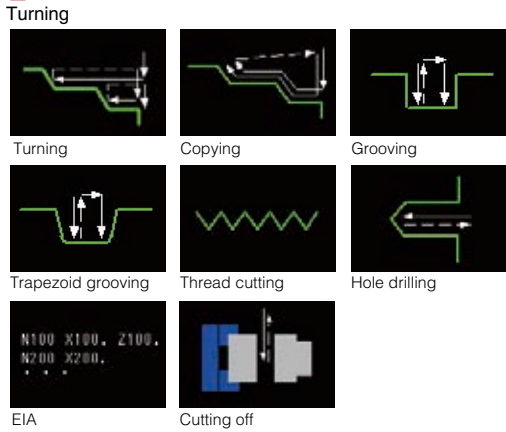 Turning
Turning
Copying
Grooving
Trapezoid grooving
Thread cutting
Hole drilling
N100 X100. Z100.
N200 X200.
. . .
EIA
Cutting off